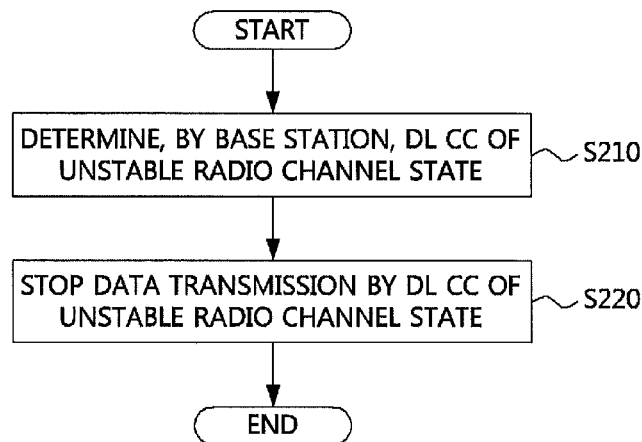 START
DETERMINE, BY BASE STATION, DL CC OF
UNSTABLE RADIO CHANNEL STATE
S210
STOP DATA TRANSMISSION BY DL CC OF
UNSTABLE RADIO CHANNEL STATE
S220
END